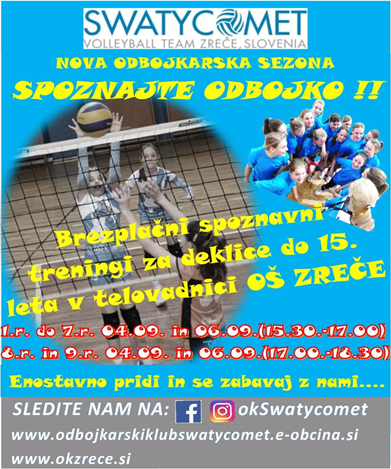 SWATYCOMET
VOLLEYBALL TEAM ZREČE, SLOVENIA
NOVA ODBOJKARSKA SEZONA
SPOZNAJTE ODBOJKO !!
Brezplačni spoznavni
treningi za deklice do 15.
leta v telovadnici OŠ ZREČE
1.r. do 7.r. 04.09. in 06.09.(15.30.-17.00)
8.r. in 9.r. 04.09. in 06.09.(17.00-18.30)
Enostavno pridi in se zabavaj z nami....
SLEDITE NAM NA: okSwatycomet
www.odbojkarskiklubswatycomet.e-obcina.si
www.okzrece.si